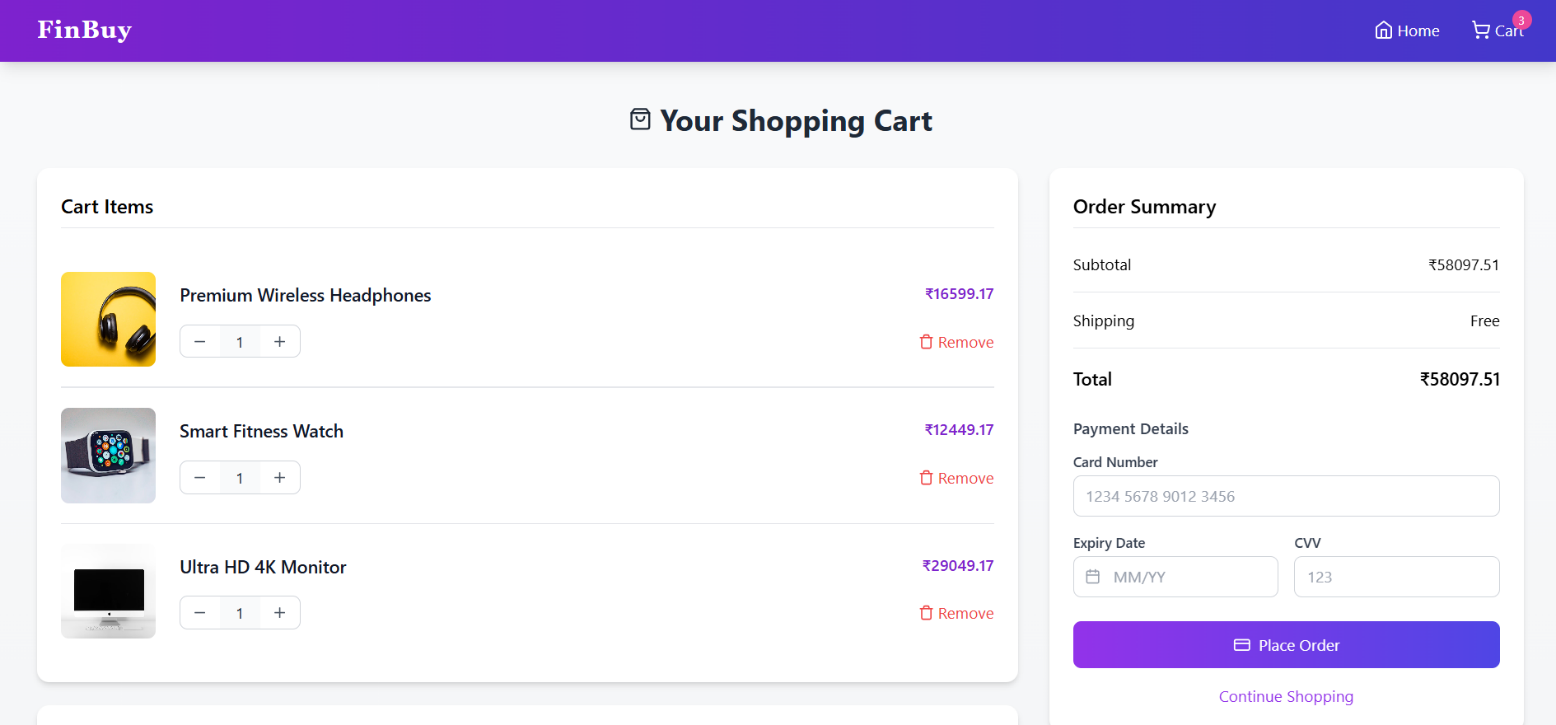 FinBuy
Home
Cart
3
Your Shopping Cart
Cart Items
Premium Wireless Headphones
₹16599.17
1
Remove
Smart Fitness Watch
₹12449.17
1
Remove
Ultra HD 4K Monitor
₹29049.17
1
Remove
Order Summary
Subtotal ₹58097.51
Shipping Free
Total ₹58097.51
Payment Details
Card Number
1234 5678 9012 3456
Expiry Date
MM/YY
CVV
123
Place Order
Continue Shopping